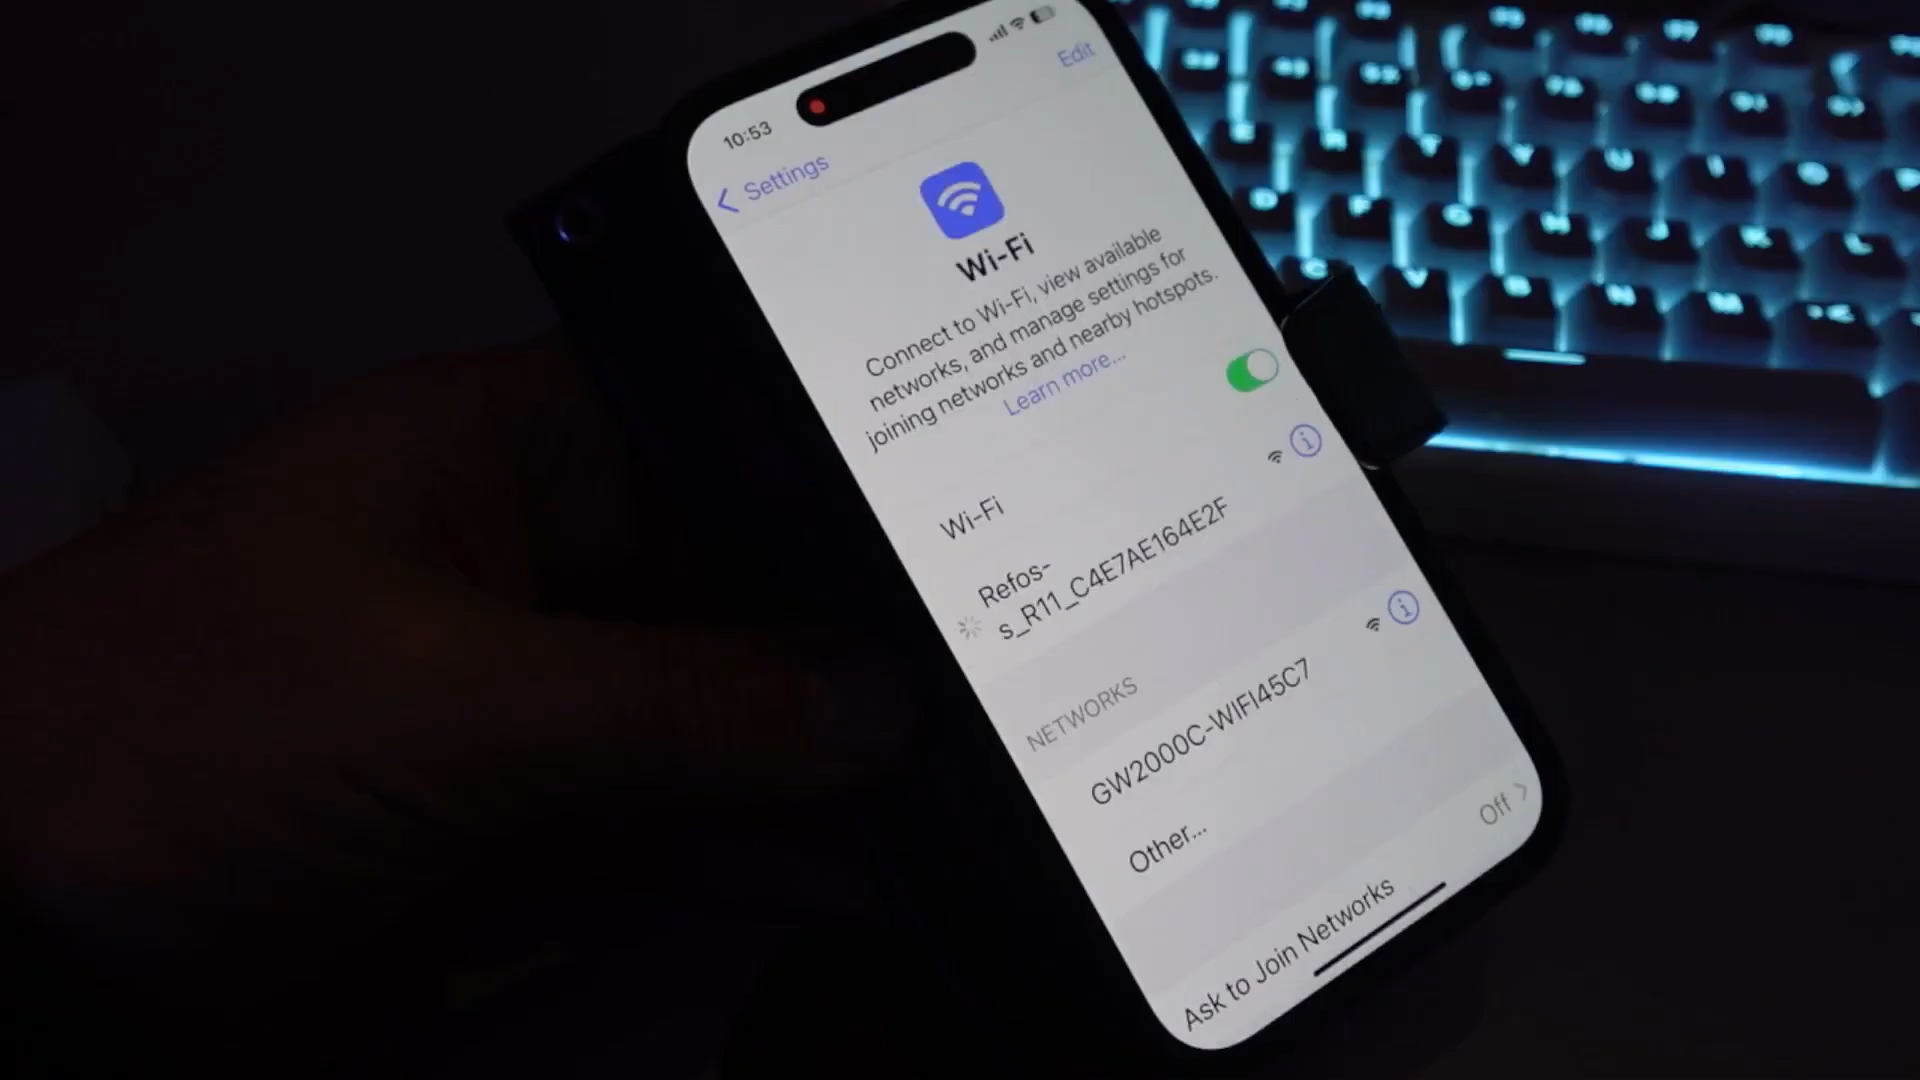 10:53
Edit
Settings
Wi-Fi
Connect to Wi-Fi, view available
networks, and manage settings for
joining networks and nearby hotspots.
Learn more...
Wi-Fi
Refos-
s_R11_C4E7AE164E2F
NETWORKS
GW2000C-WIFI45C7
Other...
Ask to Join Networks
Off
E R T Y U I O P
D F G H J K L
C V B N M